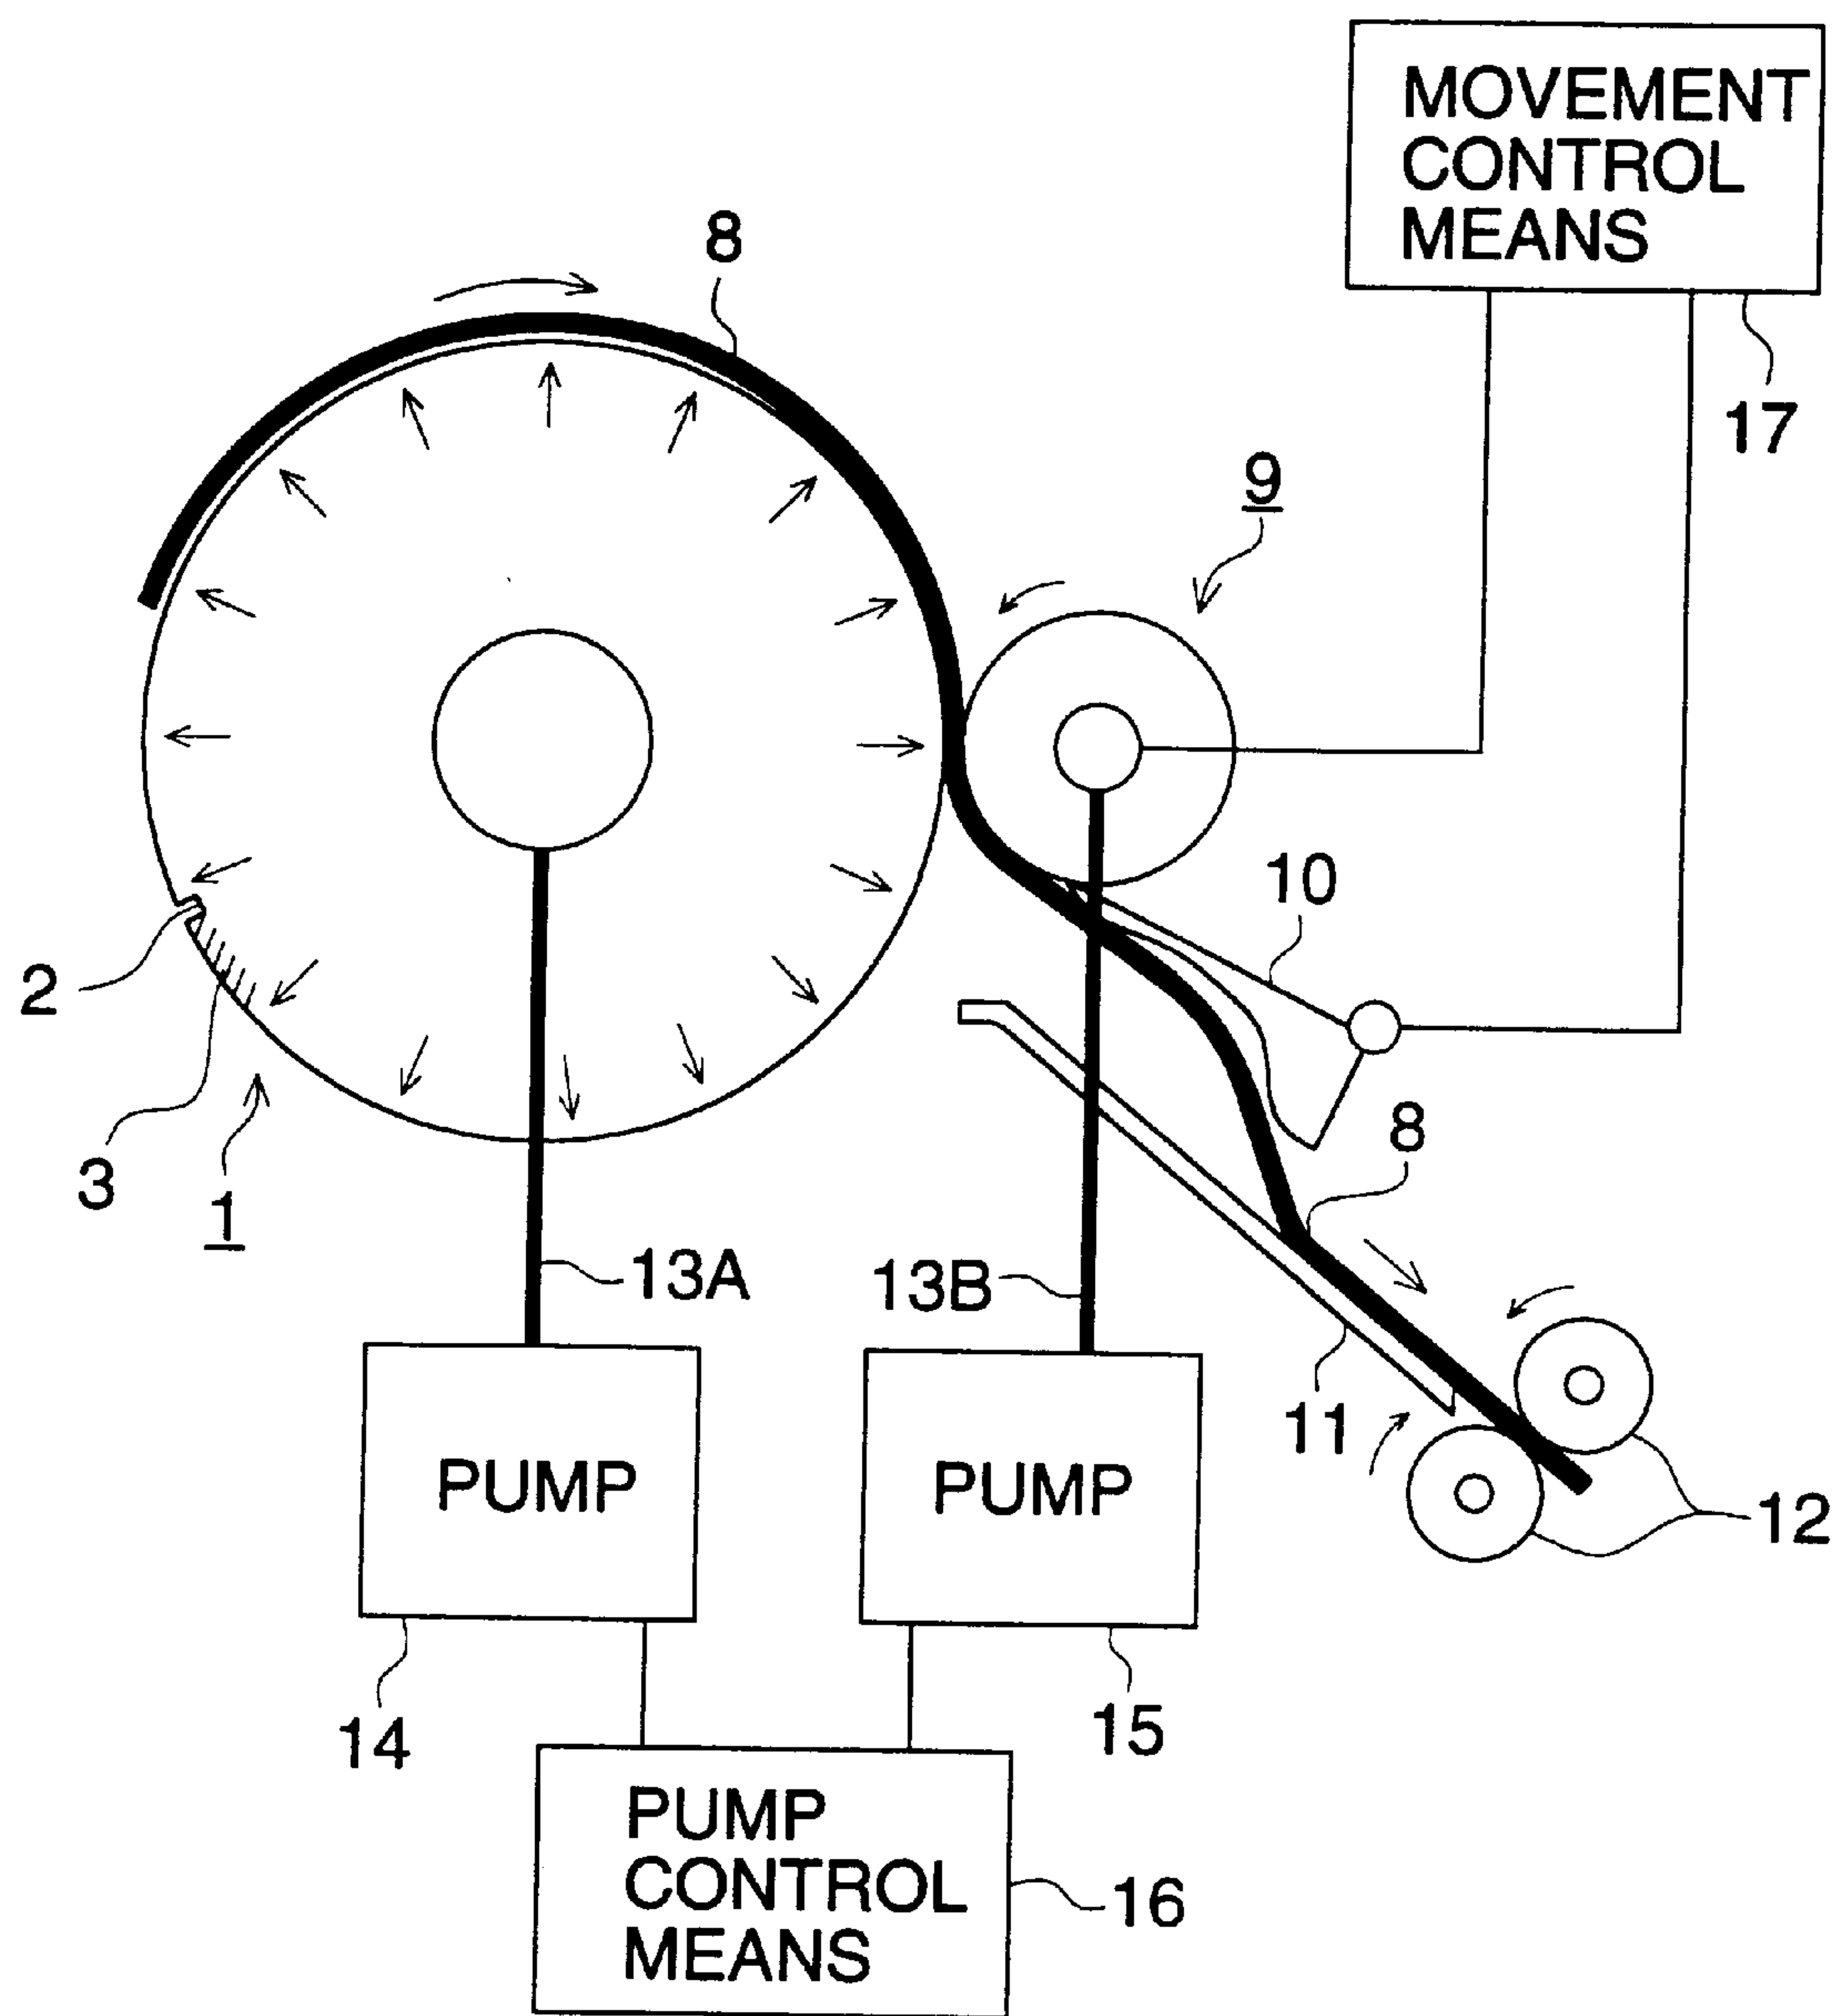 MOVEMENT
CONTROL
MEANS
8
17
9
10
2
3
1
8
13A
13B
11
PUMP
PUMP
12
14
15
PUMP
CONTROL
MEANS
16